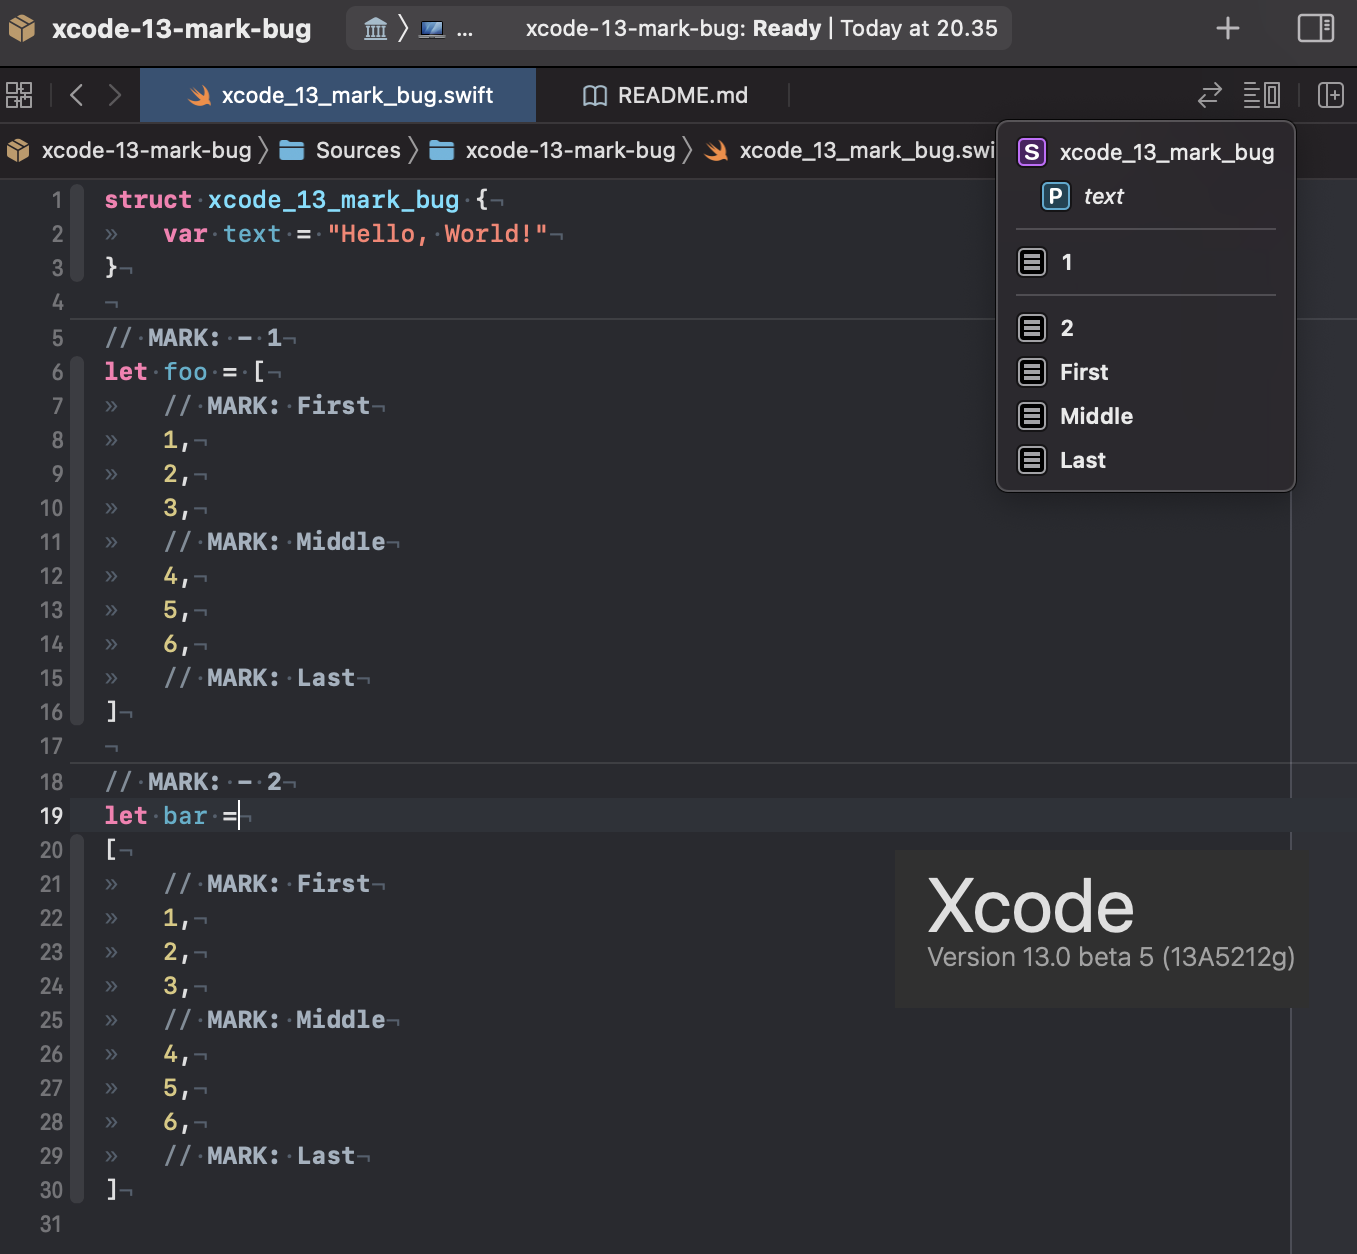 xcode-13-mark-bug
... xcode-13-mark-bug: Ready | Today at 20.35
xcode_13_mark_bug.swift
README.md
xcode-13-mark-bug Sources xcode-13-mark-bug xcode_13_mark_bug.swi
S xcode_13_mark_bug
P text
1
2
First
Middle
Last
1 struct·xcode_13_mark_bug·{¬
2 » var·text·=·"Hello,·World!"¬
3 }¬
4 ¬
5 //·MARK:·-·1¬
6 let·foo·=·[¬
7 » //·MARK:·First¬
8 » 1,¬
9 » 2,¬
10 » 3,¬
11 » //·MARK:·Middle¬
12 » 4,¬
13 » 5,¬
14 » 6,¬
15 » //·MARK:·Last¬
16 ]¬
17 ¬
18 //·MARK:·-·2¬
19 let·bar·=¬
20 [¬
21 » //·MARK:·First¬
22 » 1,¬
23 » 2,¬
24 » 3,¬
25 » //·MARK:·Middle¬
26 » 4,¬
27 » 5,¬
28 » 6,¬
29 » //·MARK:·Last¬
30 ]¬
31
Xcode
Version 13.0 beta 5 (13A5212g)